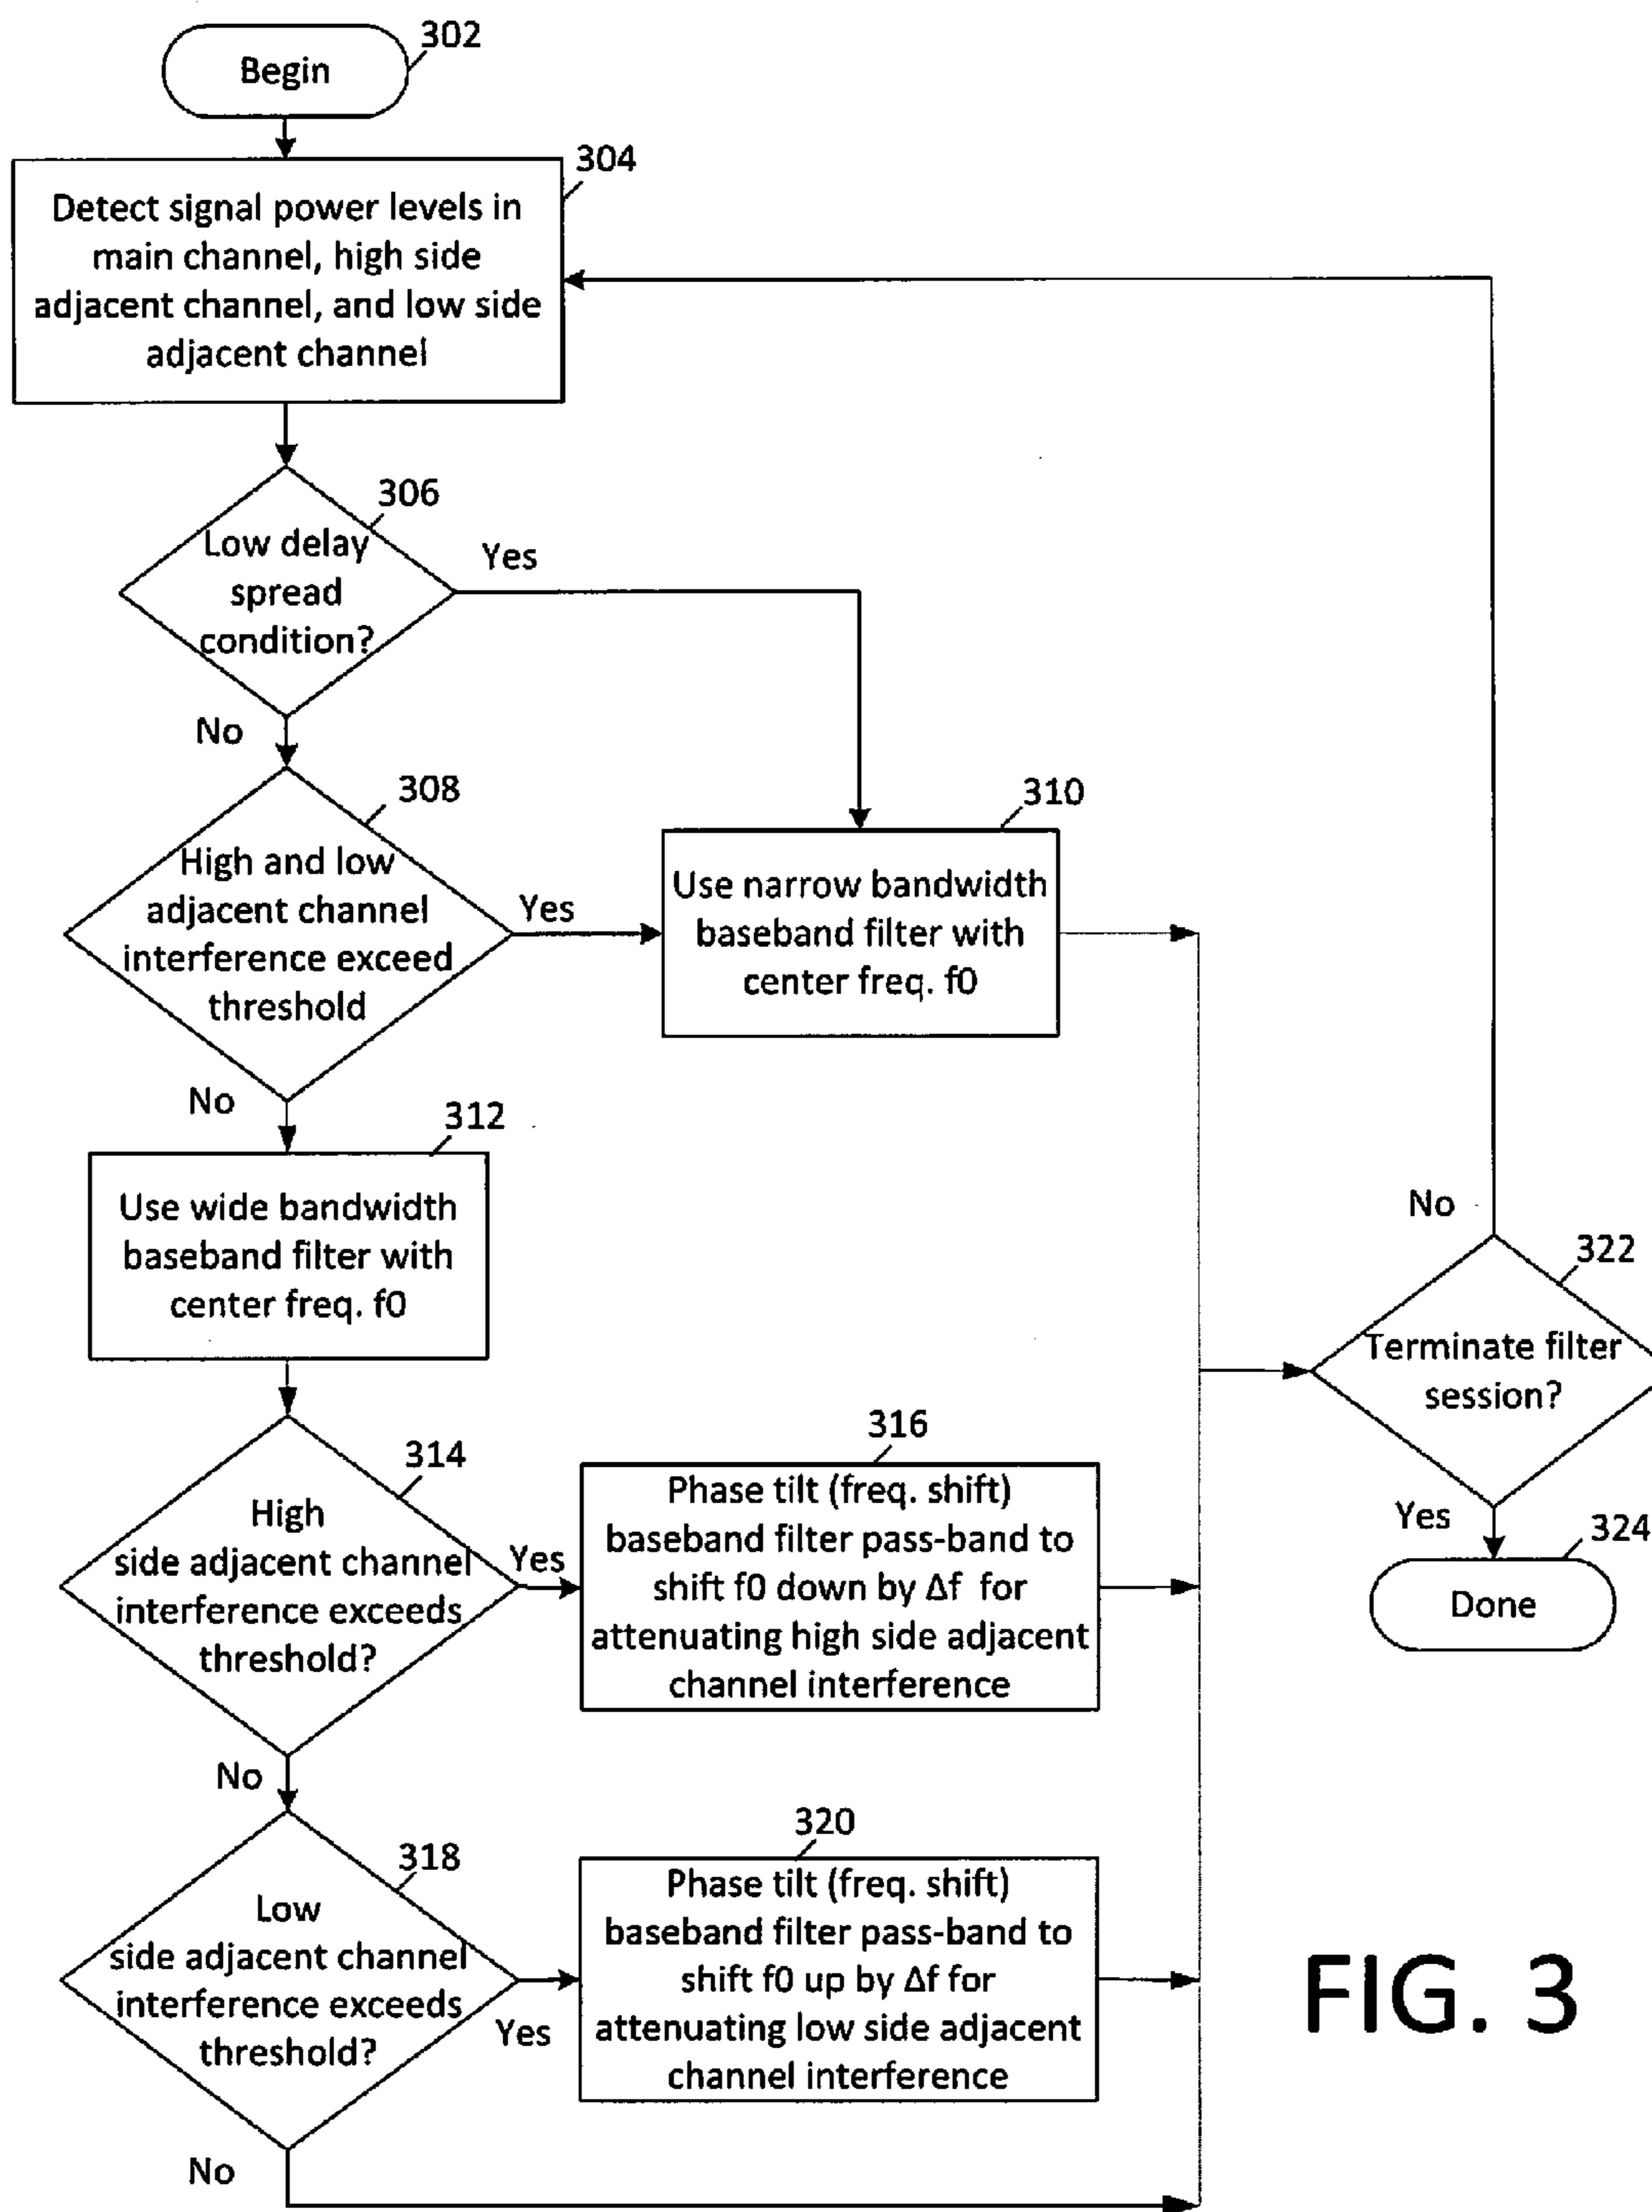 302
Begin
304
Detect signal power levels in
main channel, high side
adjacent channel, and low side
adjacent channel
306
Low delay
spread
condition?
Yes
No
308
High and low
adjacent channel
interference exceed
threshold
Yes
310
Use narrow bandwidth
baseband filter with
center freq. f0
No
312
Use wide bandwidth
baseband filter with
center freq. f0
No
322
Terminate filter
session?
Yes
324
Done
314
High
side adjacent channel
interference exceeds
threshold?
Yes
316
Phase tilt (freq. shift)
baseband filter pass-band to
shift f0 down by Δf for
attenuating high side adjacent
channel interference
No
318
Low
side adjacent channel
interference exceeds
threshold?
Yes
320
Phase tilt (freq. shift)
baseband filter pass-band to
shift f0 up by Δf for
attenuating low side adjacent
channel interference
No
FIG. 3